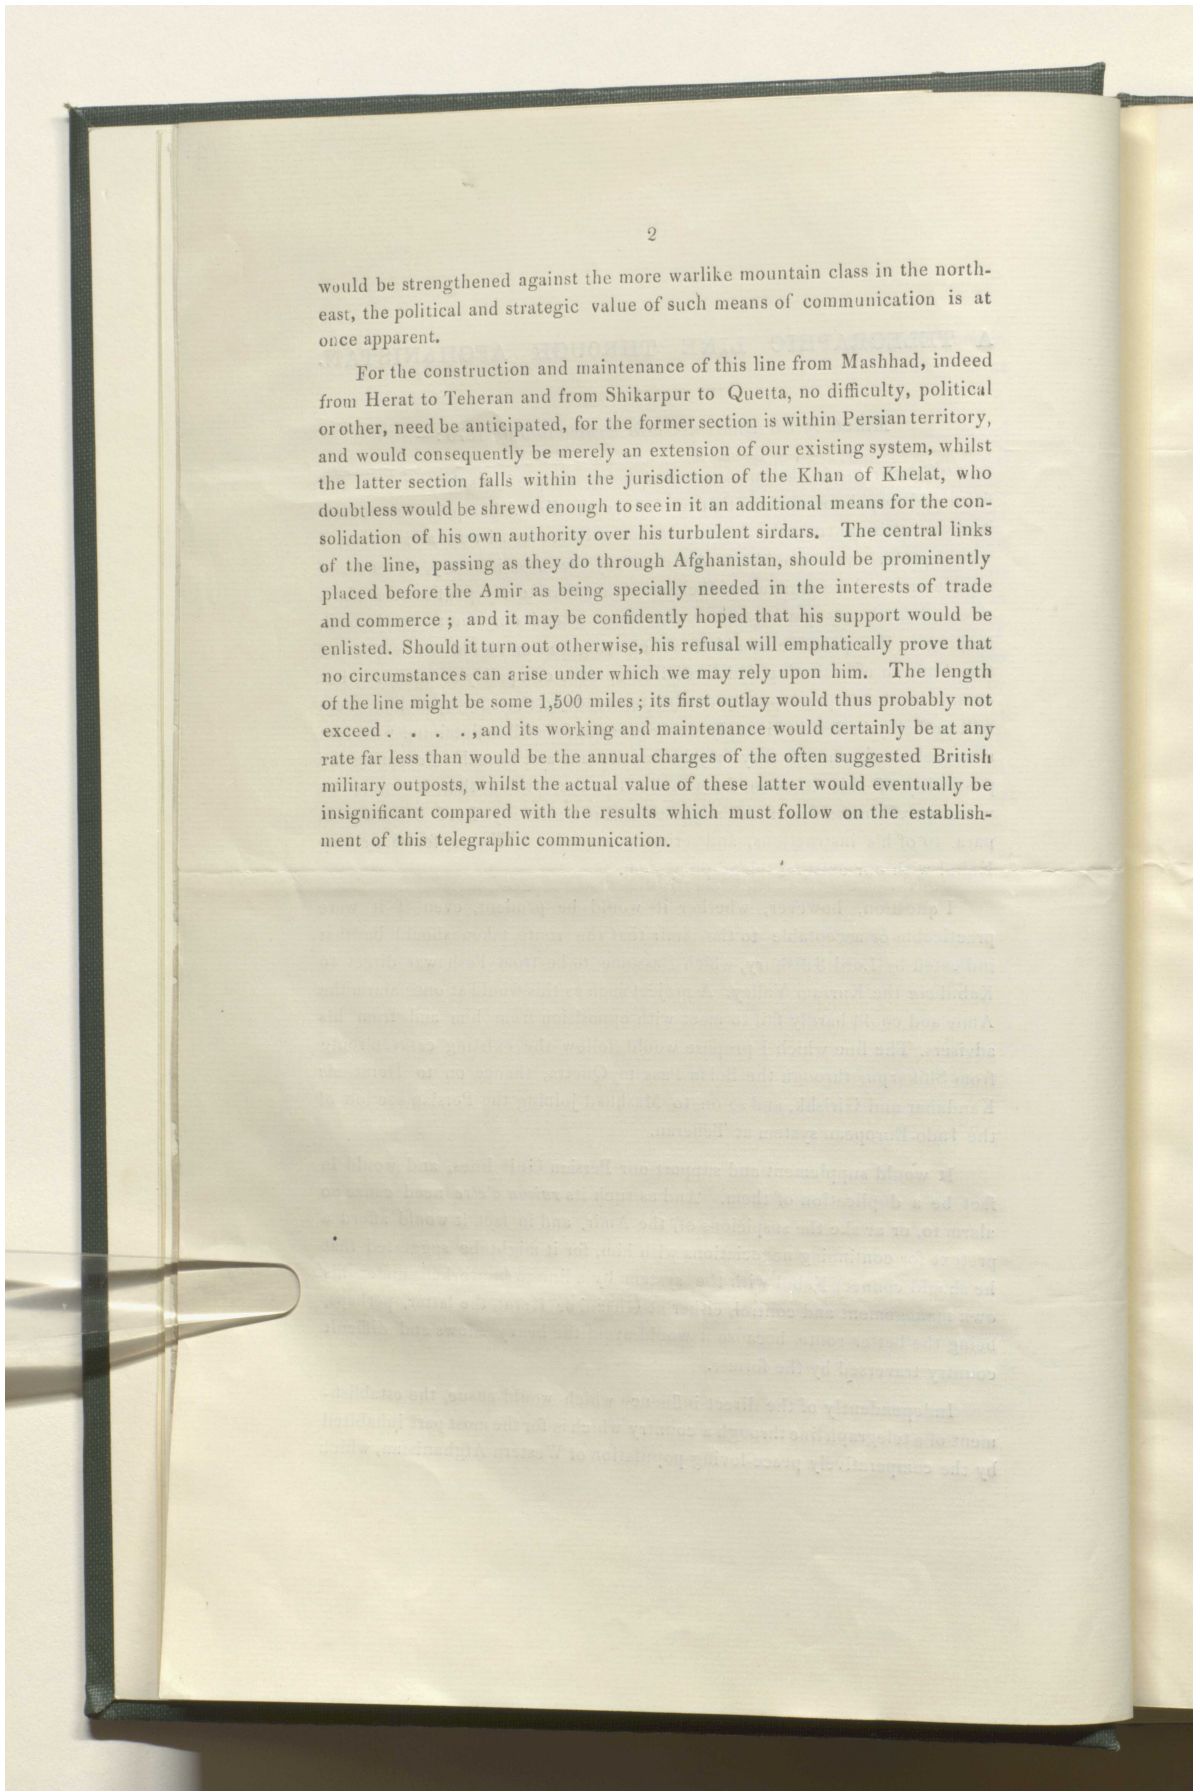 2
would be strengthened against the more warlike mountain class in the north-
east, the political and strategic value of such means of communication is at
once apparent.
For the construction and maintenance of this line from Mashhad, indeed
from Herat to Teheran and from Shikarpur to Quetta, no difficulty, political
or other, need be anticipated, for the former section is within Persian territory,
and would consequently be merely an extension of our existing system, whilst
the latter section falls within the jurisdiction of the Khan of Khelat, who
doubtless would be shrewd enough to see in it an additional means for the con-
solidation of his own authority over his turbulent sirdars. The central links
of the line, passing as they do through Afghanistan, should be prominently
placed before the Amir as being specially needed in the interests of trade
and commerce ; and it may be confidently hoped that his support would be
enlisted. Should it turn out otherwise, his refusal will emphatically prove that
no circumstances can arise under which we may rely upon him. The length
of the line might be some 1,500 miles ; its first outlay would thus probably not
exceed . . . . , and its working and maintenance would certainly be at any
rate far less than would be the annual charges of the often suggested British
military outposts, whilst the actual value of these latter would eventually be
insignificant compared with the results which must follow on the establish-
ment of this telegraphic communication.